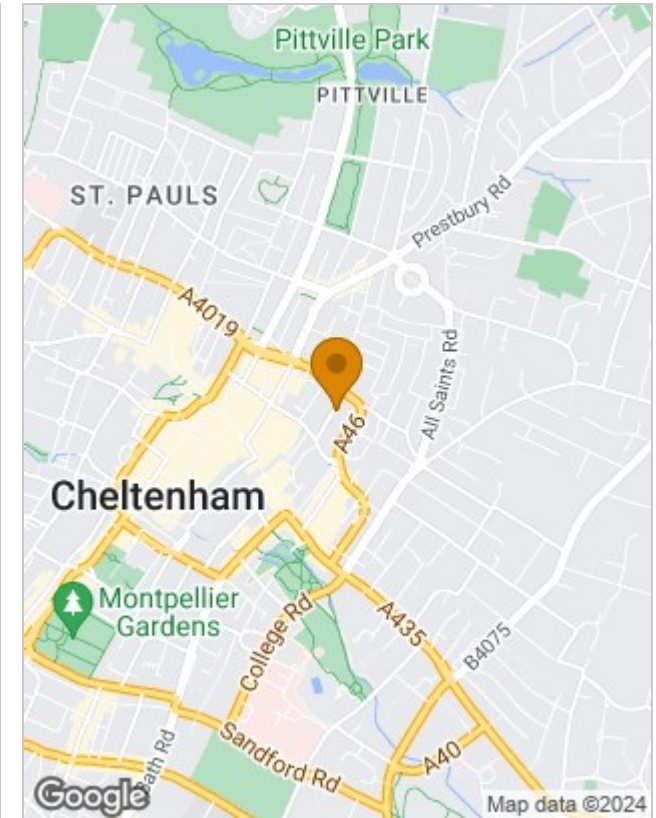 Pittville Park
PITTVILLE
ST. PAULS
Prestbury Rd
A4019
All Saints Rd
A46
Cheltenham
Montpellier
Gardens
College Rd
A435
B4075
Sandford Rd
A40
Bath Rd
Google
Map data ©2024